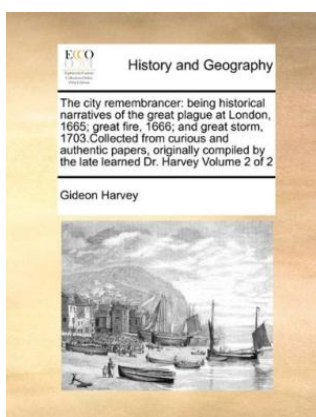 ECCO
History and Geography
The city remembrancer: being historical
narratives of the great plague at London,
1665; great fire, 1666; and great storm,
1703.Collected from curious and
authentic papers, originally compiled by
the late learned Dr. Harvey Volume 2 of 2
Gideon Harvey